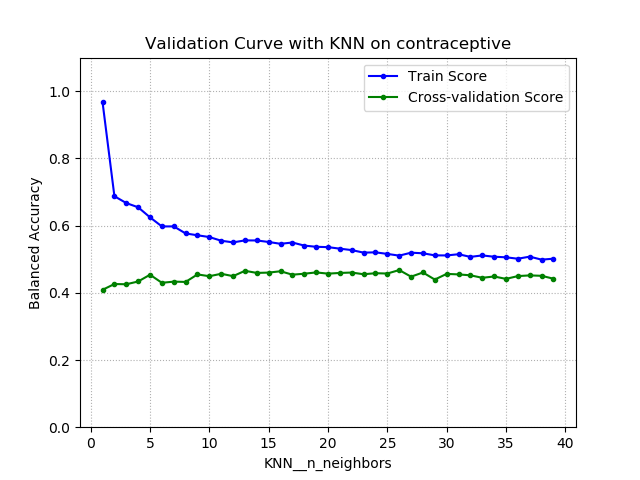 Validation Curve with KNN on contraceptive
Train Score
Cross-validation Score
Balanced Accuracy
1.0
0.8
0.6
0.4
0.2
0.0
0 5 10 15 20 25 30 35 40
KNN__n_neighbors